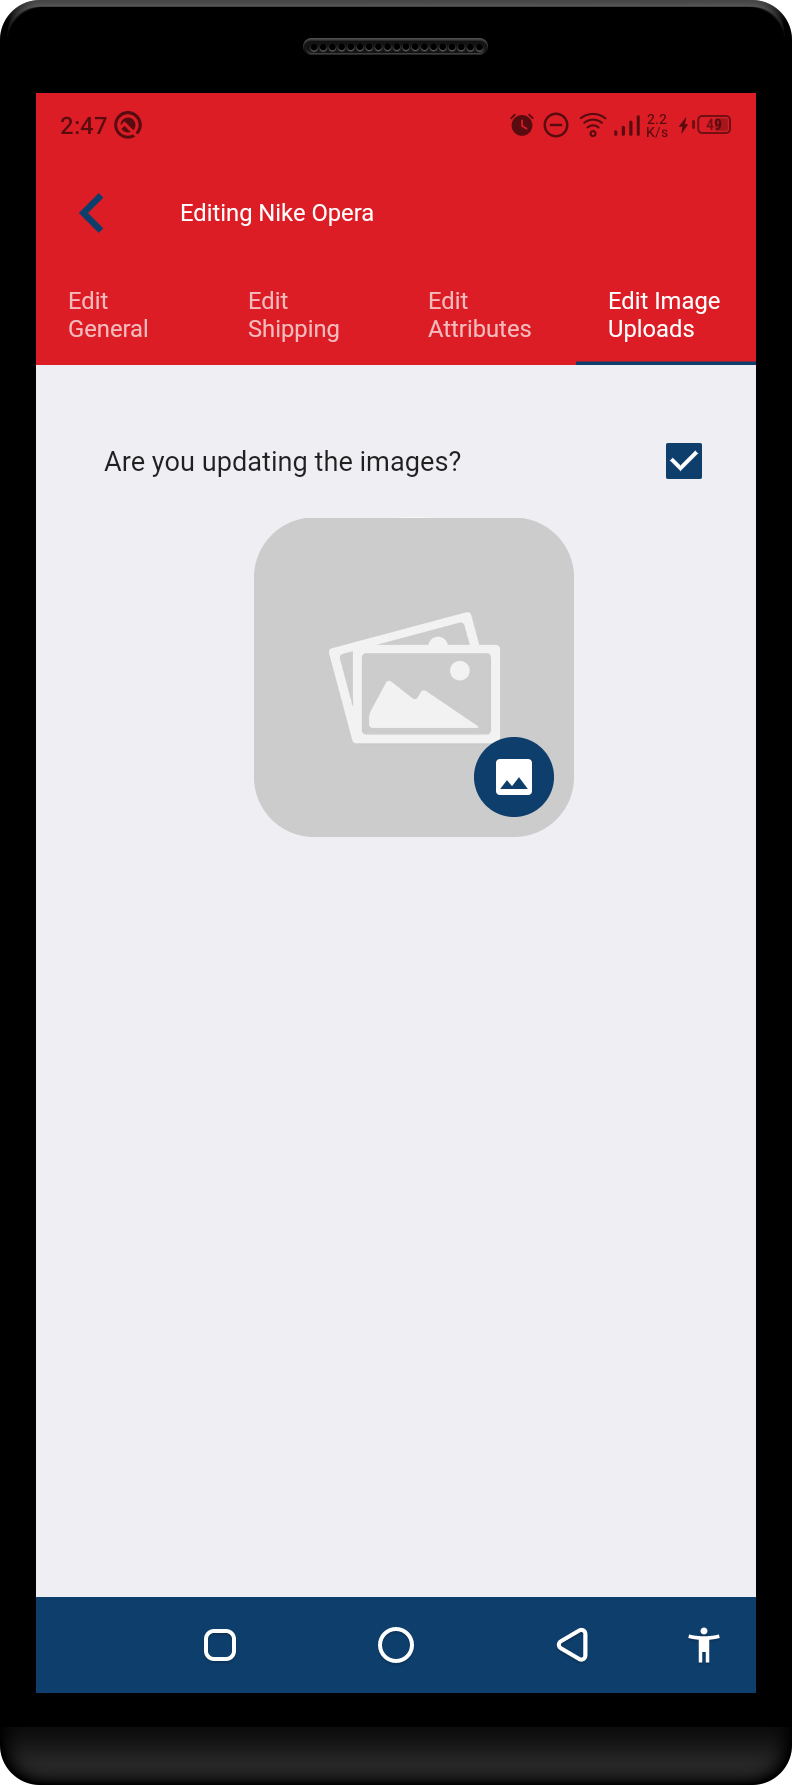 2:47
2.2
K/s
49
Editing Nike Opera
Edit
General
Edit
Shipping
Edit
Attributes
Edit Image
Uploads
Are you updating the images?